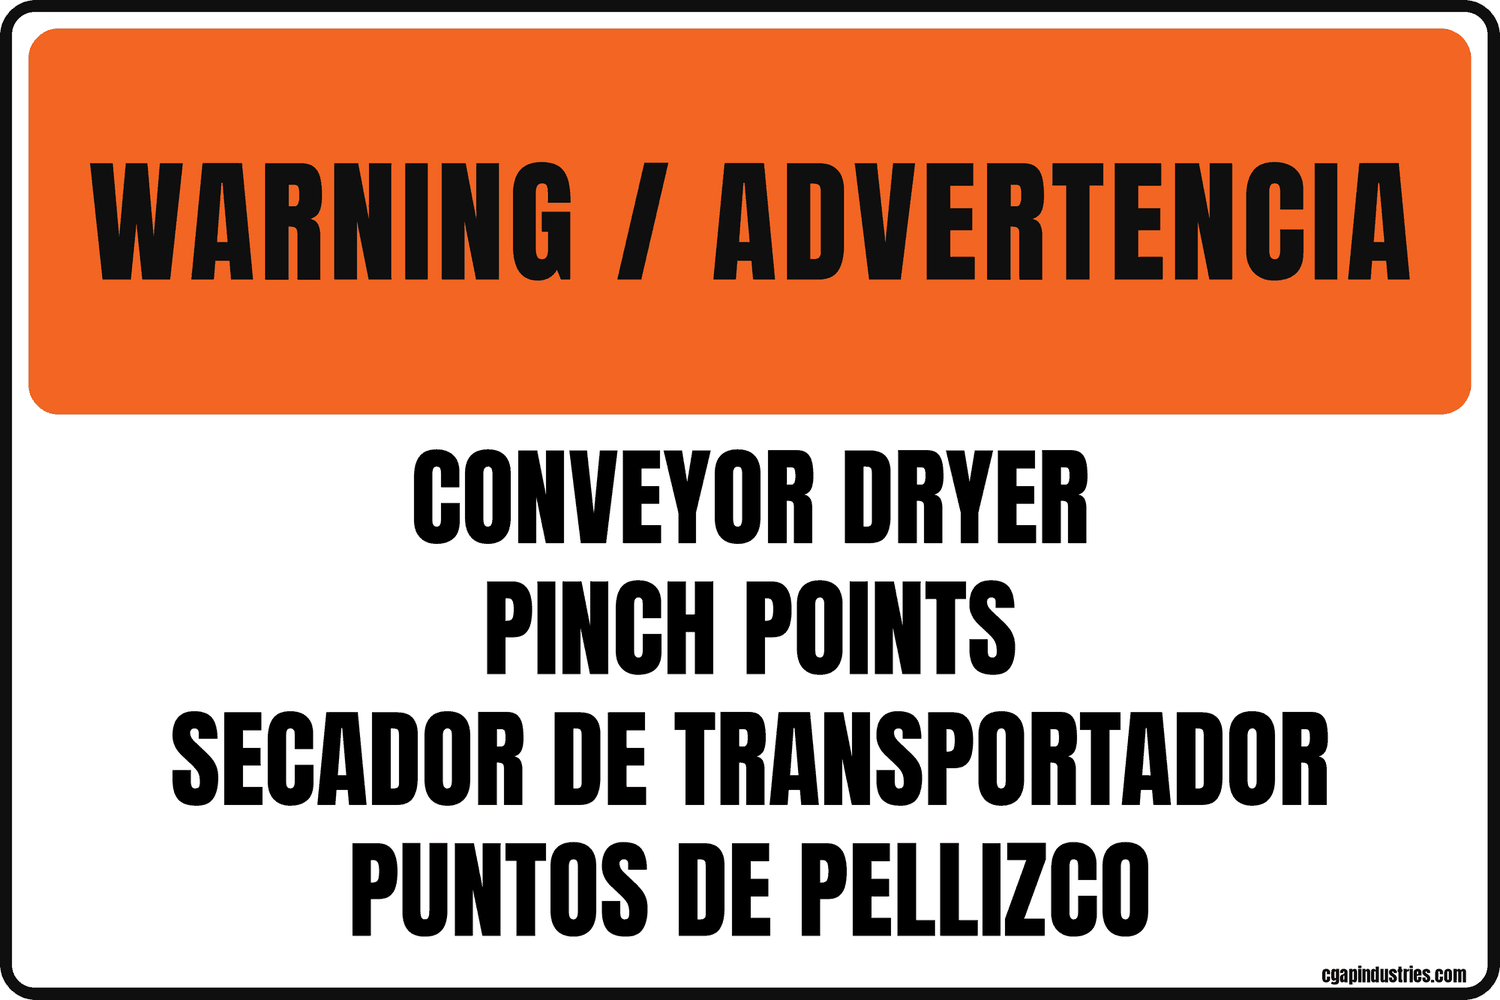 WARNING / ADVERTENCIA
CONVEYOR DRYER
PINCH POINTS
SECADOR DE TRANSPORTADOR
PUNTOS DE PELLIZCO
cgapindustries.com